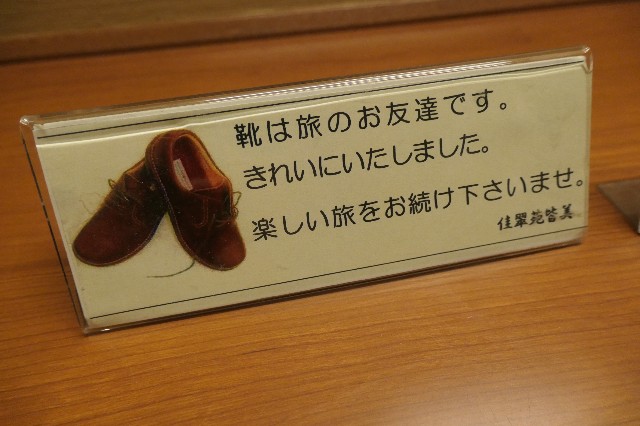 靴は旅のお友達です。
きれいにいたしました。
楽しい旅をお続け下さいませ。
佳翠苑皆美